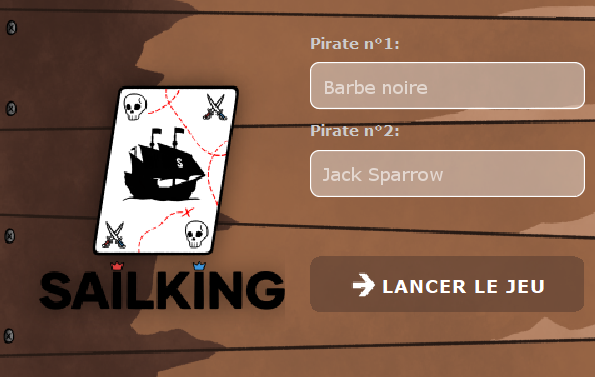 Pirate n°1:
Barbe noire
Pirate n°2:
Jack Sparrow
S
SAILKING
LANCER LE JEU